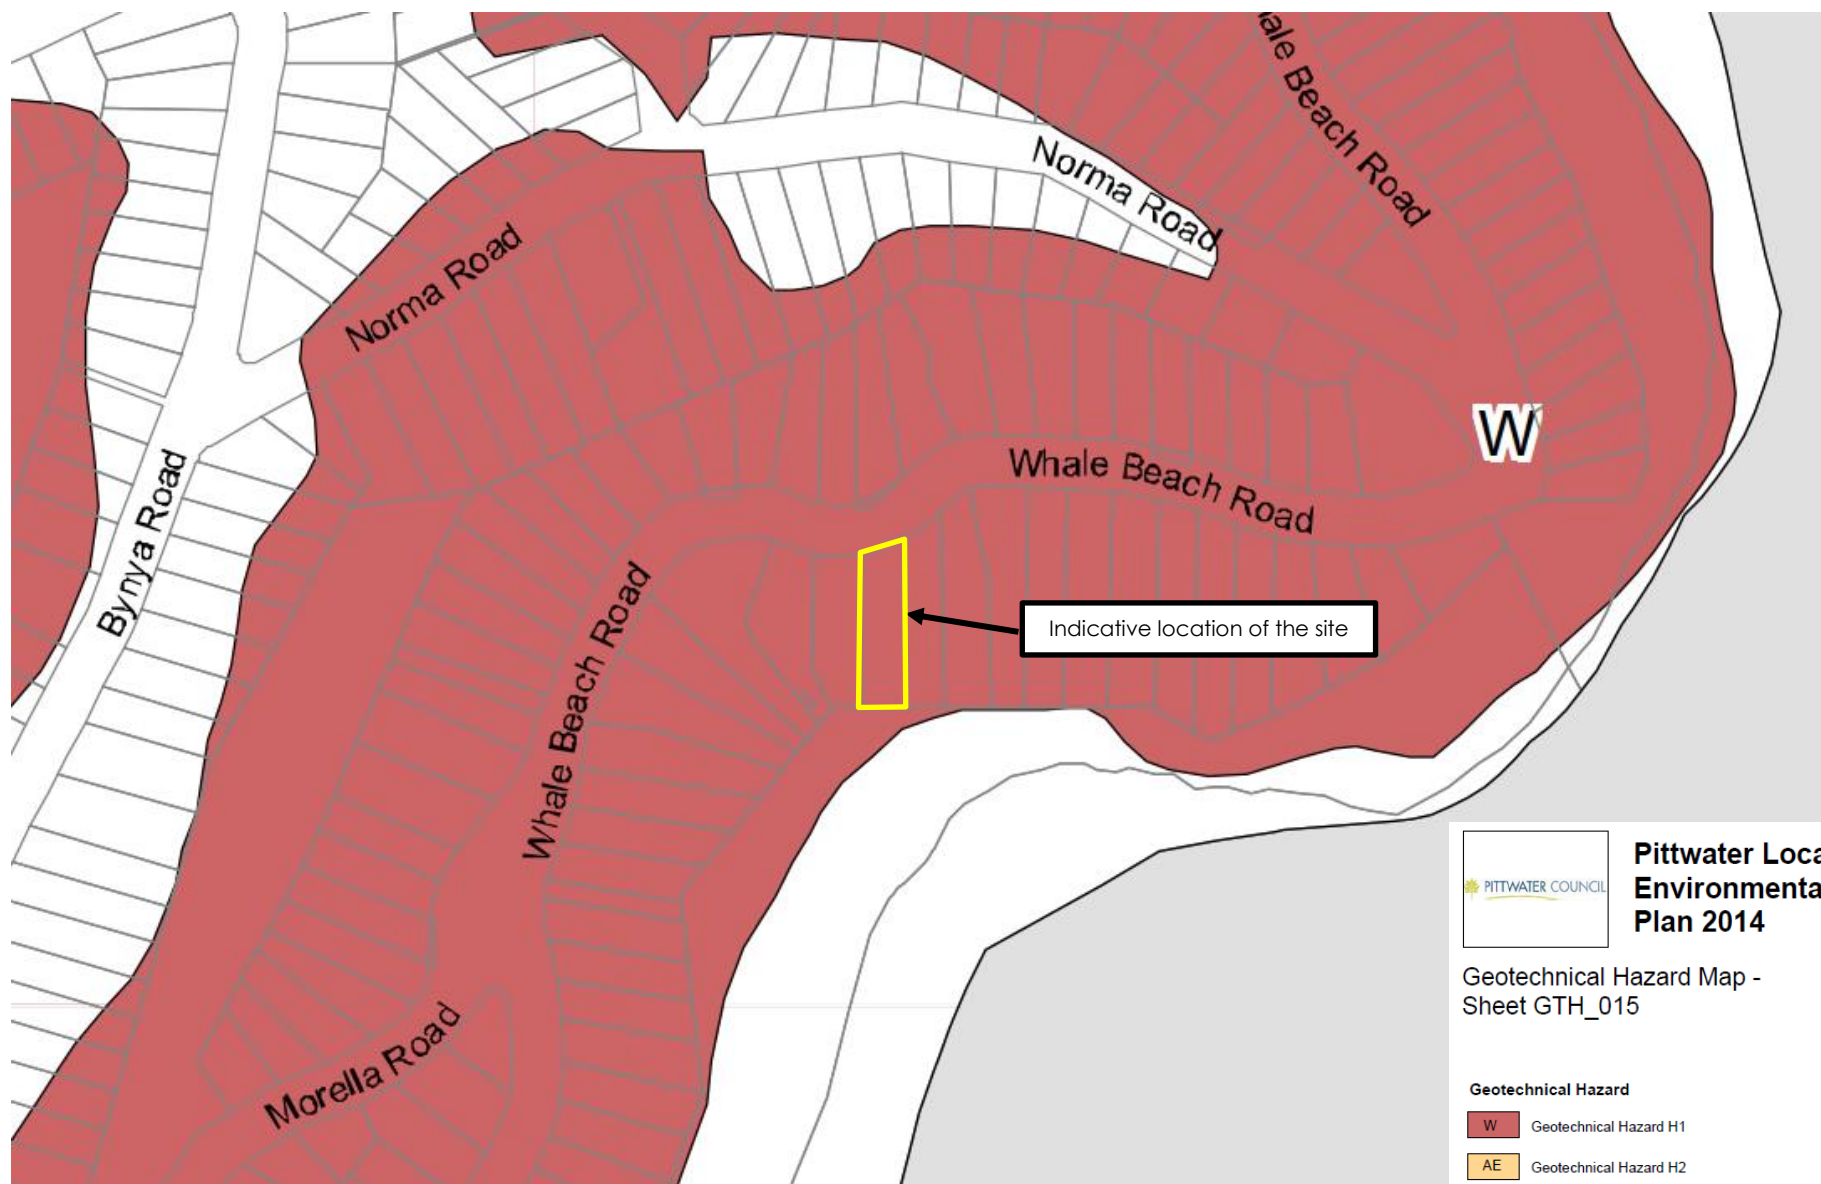 ale Beach Road
Norma Road
Norma Road
W
Whale Beach Road
Bynya Road
Indicative location of the site
Whale Beach Road
Morella Road
PITTWATER COUNCIL
Pittwater Loca
Environmenta
Plan 2014
Geotechnical Hazard Map -
Sheet GTH_015
Geotechnical Hazard
W Geotechnical Hazard H1
AE Geotechnical Hazard H2